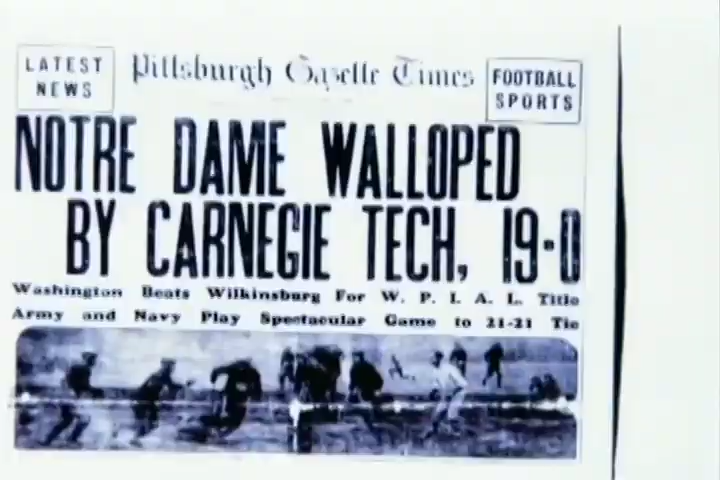 LATEST NEWS
Pittsburgh Gazette Times
FOOTBALL SPORTS
NOTRE DAME WALLOPED
BY CARNEGIE TECH, 19-0
Washington Beats Wilkinsburg For W. P. I. A. L. Title
Army and Navy Play Spectacular Game to 21-21 Tie